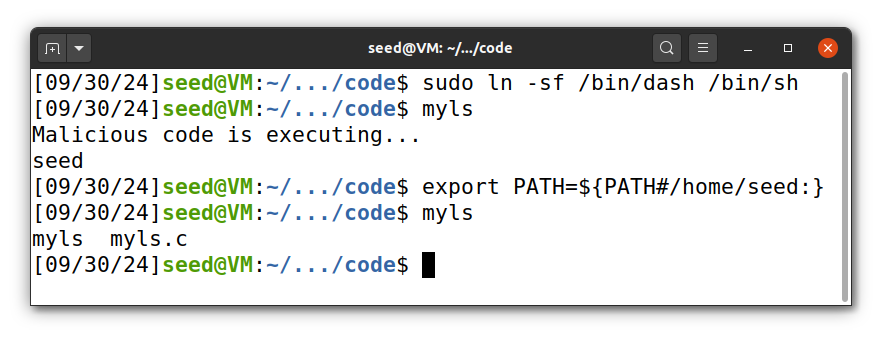 seed@VM: ~/.../code
[09/30/24]seed@VM:~/.../code$ sudo ln -sf /bin/dash /bin/sh
[09/30/24]seed@VM:~/.../code$ myls
Malicious code is executing...
seed
[09/30/24]seed@VM:~/.../code$ export PATH=${PATH#/home/seed:}
[09/30/24]seed@VM:~/.../code$ myls
myls  myls.c
[09/30/24]seed@VM:~/.../code$